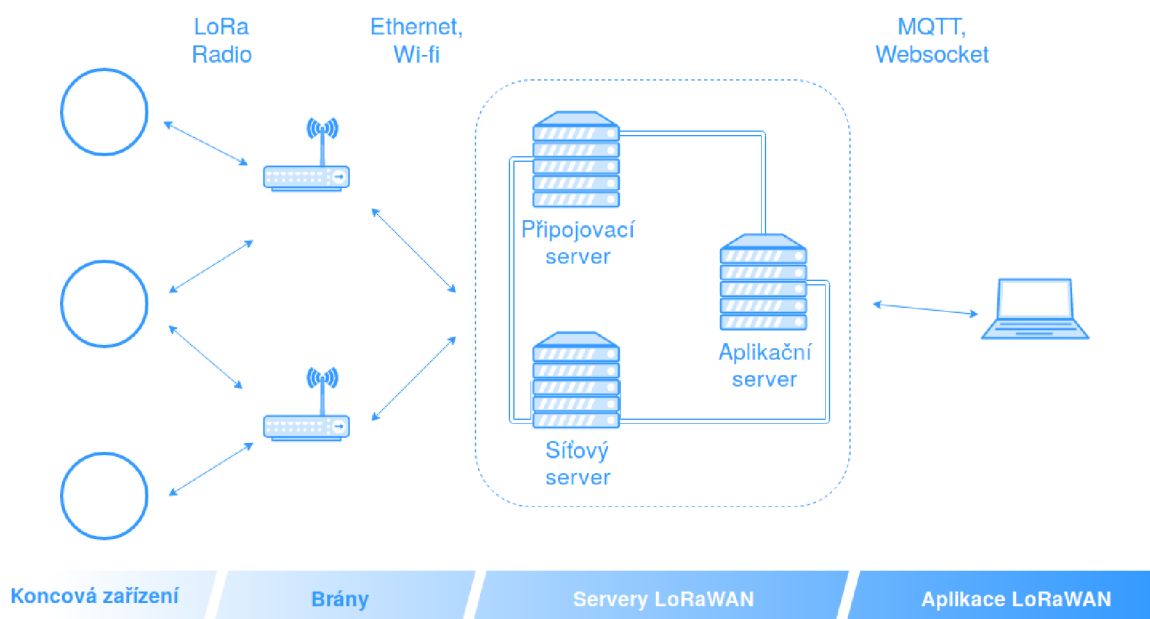 LoRa
Radio
Ethernet,
Wi-fi
MQTT,
Websocket
Připojovací
server
Aplikační
server
Síťový
server
Koncová zařízení
Brány
Servery LoRaWAN
Aplikace LoRaWAN